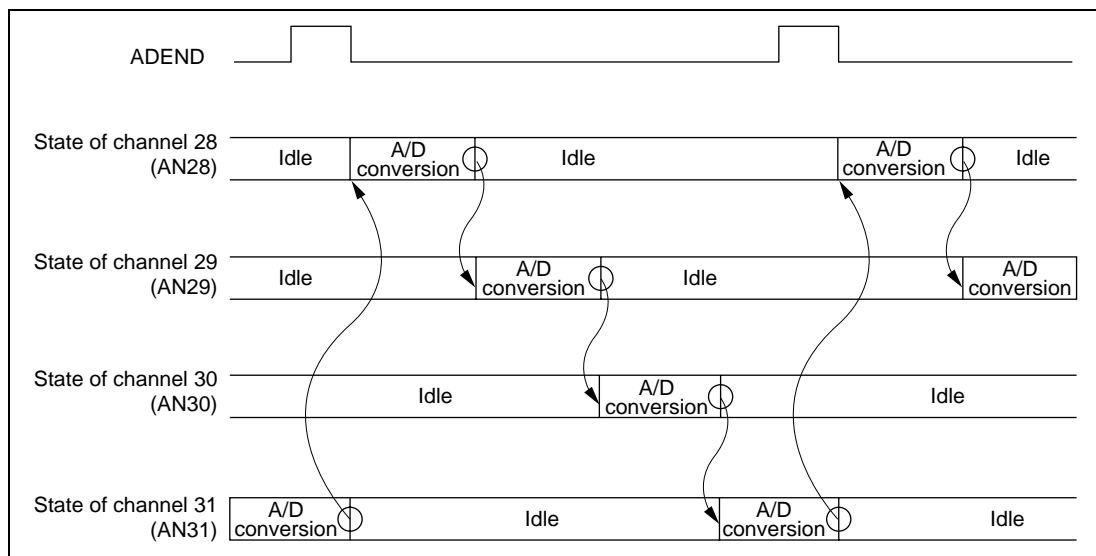 ADEND
State of channel 28
(AN28)
Idle
A/D
conversion
Idle
A/D
conversion
Idle
State of channel 29
(AN29)
Idle
A/D
conversion
Idle
A/D
conversion
State of channel 30
(AN30)
Idle
A/D
conversion
Idle
State of channel 31
(AN31)
A/D
conversion
Idle
A/D
conversion
Idle